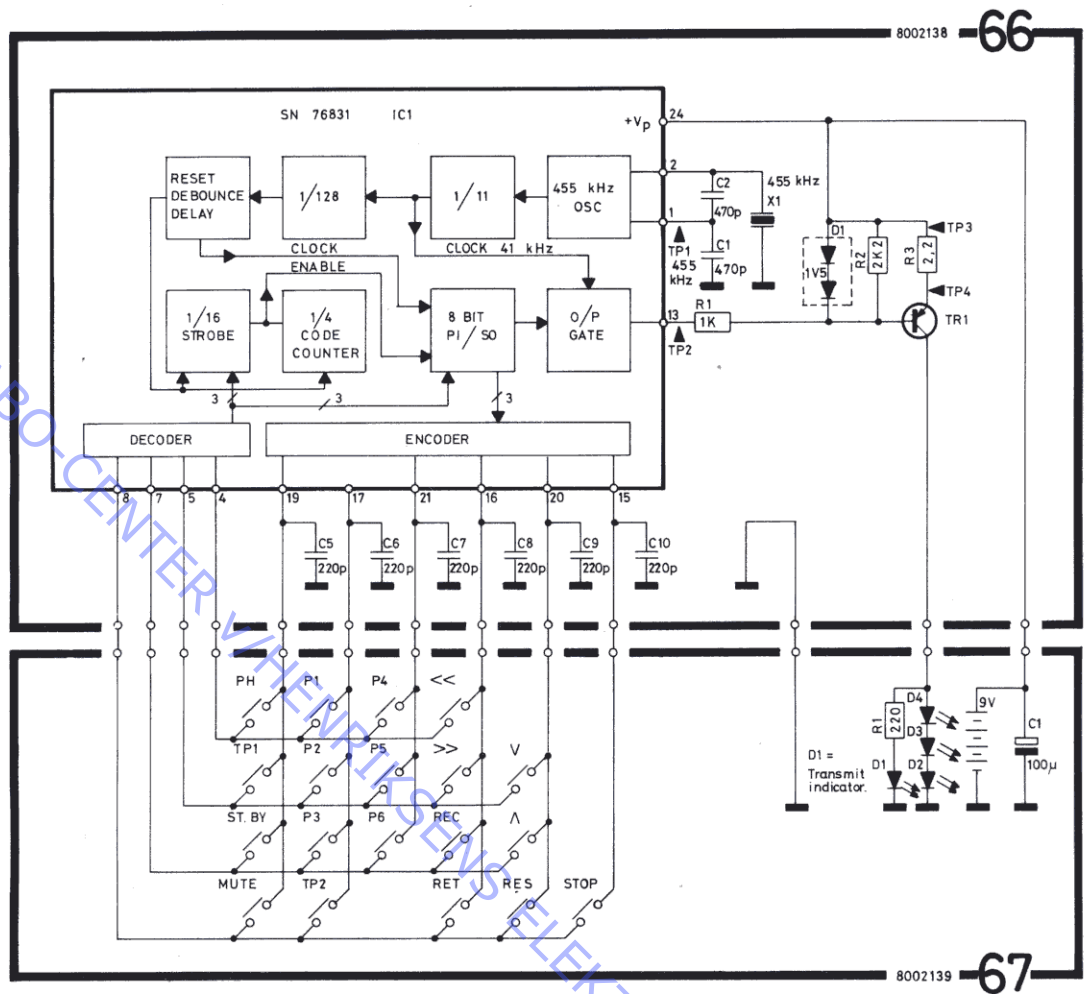 8002138 66
SN 76831 IC1
+Vp 24
RESET
DEBOUNCE
DELAY
1/128
1/11
455 kHz
OSC
2
1
C2
470p
455 kHz
X1
TP1
455
kHz
C1
470p
CLOCK
ENABLE
CLOCK 41 kHz
1/16
STROBE
1/4
CODE
COUNTER
8 BIT
PI/SO
O/P
GATE
13
TP2
R1
1K
D1
1V5
R2
2K2
R3
2,2
TP3
TP4
TR1
3
3
3
DECODER
ENCODER
8 7 5 4 19 17 21 16 20 15
C5
220p
C6
220p
C7
220p
C8
220p
C9
220p
C10
220p
PH P1 P4 <<
TP1 P2 P5 >> V
ST. BY P3 P6 REC Λ
MUTE TP2 RET RES STOP
D1 =
Transmit
indicator.
R1
220
D1
D4
D3
D2
9V
C1
100µ
8002139 67
BO-CENTER V/HENRIKSENS ELEKT